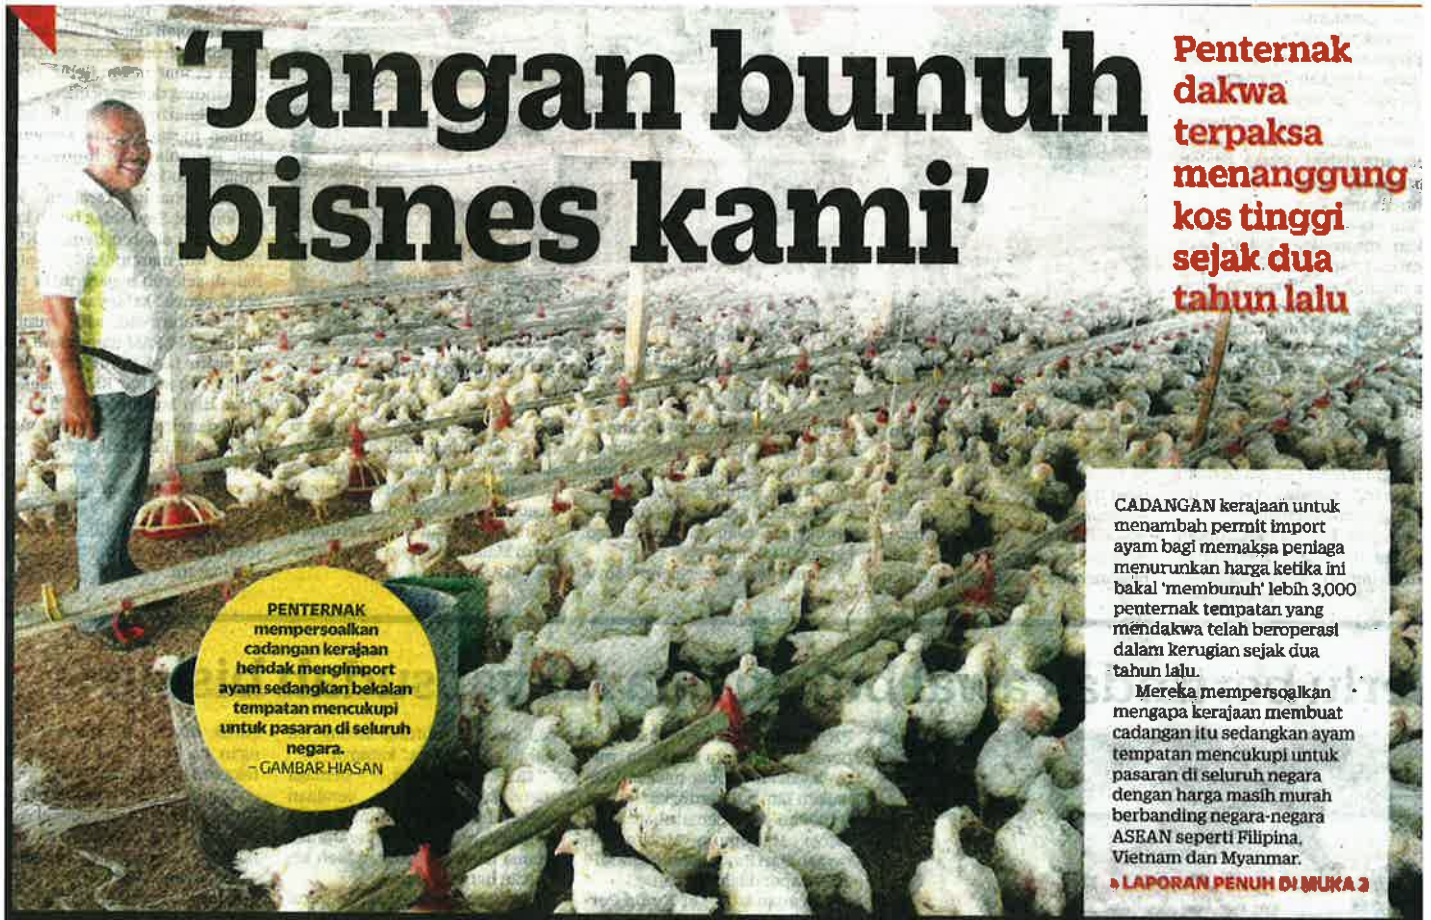 ‘Jangan bunuh
bisnes kami’
Penternak
dakwa
terpaksa
menanggung
kos tinggi
sejak dua
tahun lalu
PENTERNAK
mempersoalkan
cadangan kerajaan
hendak mengimport
ayam sedangkan bekalan
tempatan mencukupi
untuk pasaran di seluruh
negara.
– GAMBAR HIASAN
CADANGAN kerajaan untuk
menambah permit import
ayam bagi memaksa peniaga
menurunkan harga ketika ini
bakal ‘membunuh’ lebih 3,000
penternak tempatan yang
mendakwa telah beroperasi
dalam kerugian sejak dua
tahun lalu.
Mereka mempersoalkan
mengapa kerajaan membuat
cadangan itu sedangkan ayam
tempatan mencukupi untuk
pasaran di seluruh negara
dengan harga masih murah
berbanding negara-negara
ASEAN seperti Filipina,
Vietnam dan Myanmar.
» LAPORAN PENUH DI MUKA 3